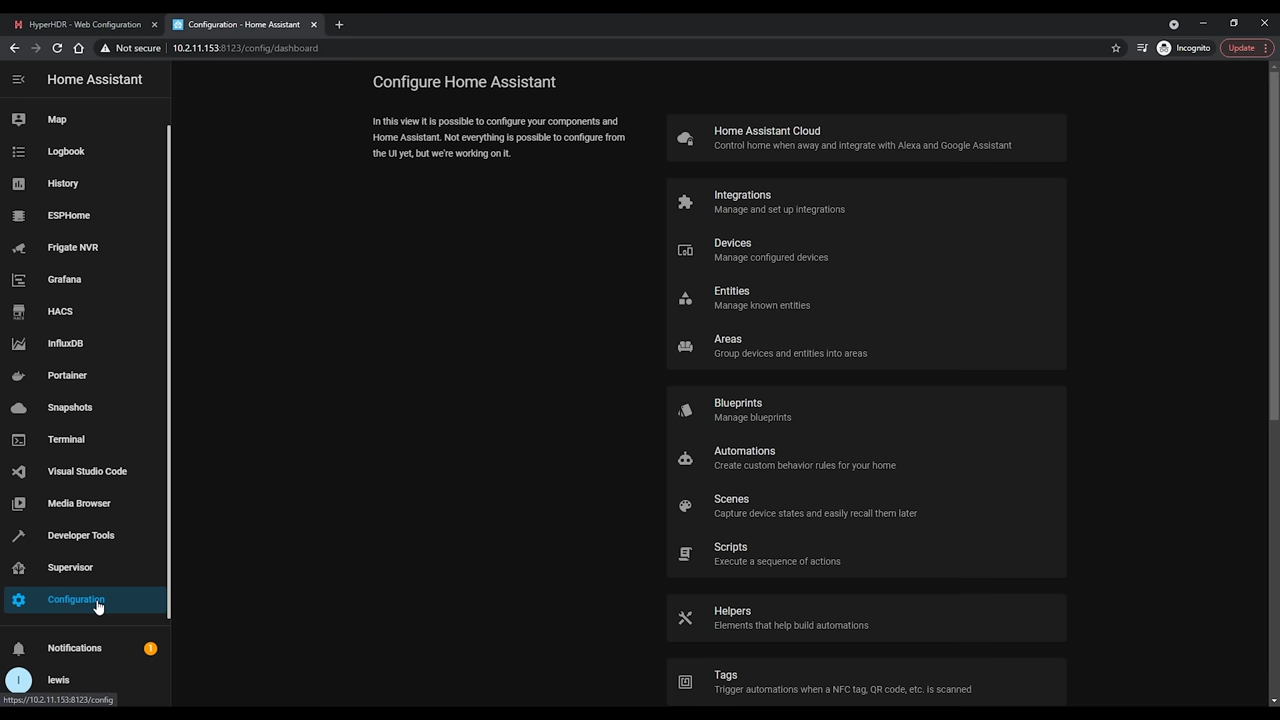 HyperHDR - Web Configuration
Configuration - Home Assistant
Not secure
10.2.11.153:8123/config/dashboard
Incognito
Update
Home Assistant
Map
Logbook
History
ESPHome
Frigate NVR
Grafana
HACS
InfluxDB
Portainer
Snapshots
Terminal
Visual Studio Code
Media Browser
Developer Tools
Supervisor
Configuration
Notifications
1
l
lewis
https://10.2.11.153:8123/config
Configure Home Assistant
In this view it is possible to configure your components and
Home Assistant. Not everything is possible to configure from
the UI yet, but we're working on it.
Home Assistant Cloud
Control home when away and integrate with Alexa and Google Assistant
Integrations
Manage and set up integrations
Devices
Manage configured devices
Entities
Manage known entities
Areas
Group devices and entities into areas
Blueprints
Manage blueprints
Automations
Create custom behavior rules for your home
Scenes
Capture device states and easily recall them later
Scripts
Execute a sequence of actions
Helpers
Elements that help build automations
Tags
Trigger automations when a NFC tag, QR code, etc. is scanned